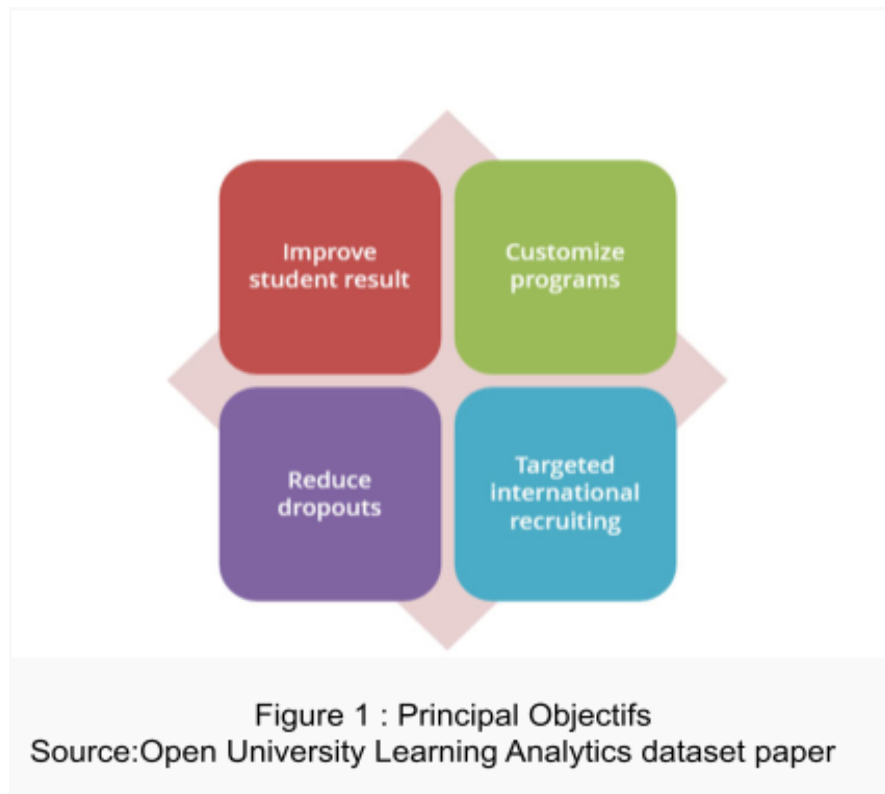 Improve
student result
Customize
programs
Reduce
dropouts
Targeted
international
recruiting
Figure 1 : Principal Objectifs
Source:Open University Learning Analytics dataset paper